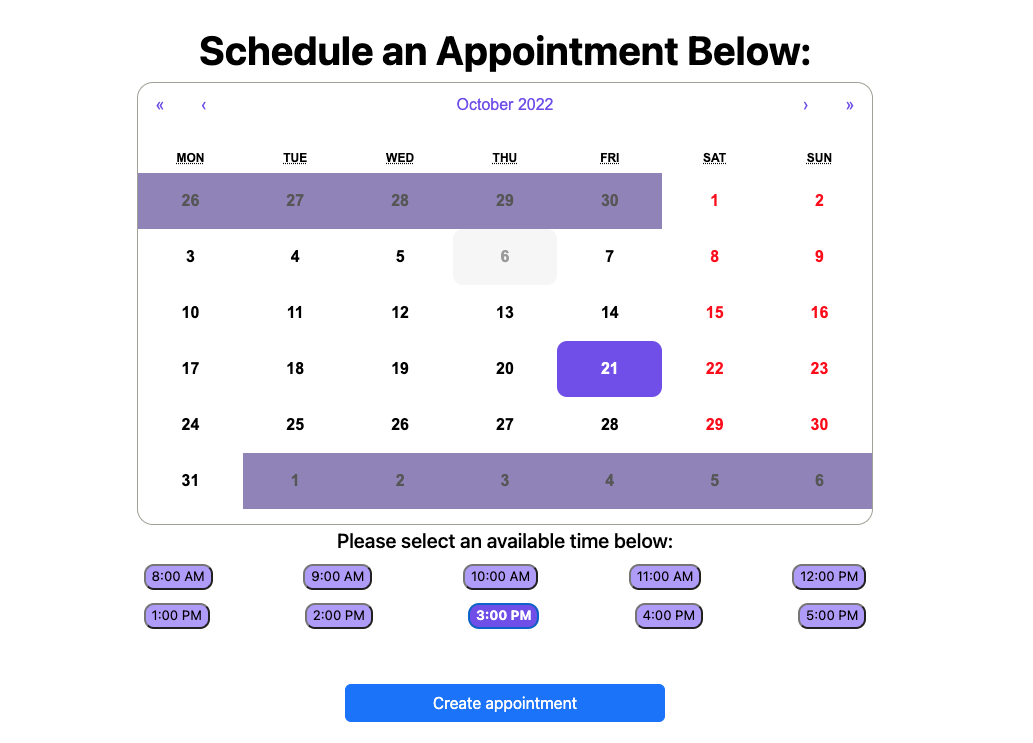 Schedule an Appointment Below:
« ‹ October 2022 › »
MON TUE WED THU FRI SAT SUN
26 27 28 29 30 1 2
3 4 5 6 7 8 9
10 11 12 13 14 15 16
17 18 19 20 21 22 23
24 25 26 27 28 29 30
31 1 2 3 4 5 6
Please select an available time below:
8:00 AM 9:00 AM 10:00 AM 11:00 AM 12:00 PM
1:00 PM 2:00 PM 3:00 PM 4:00 PM 5:00 PM
Create appointment